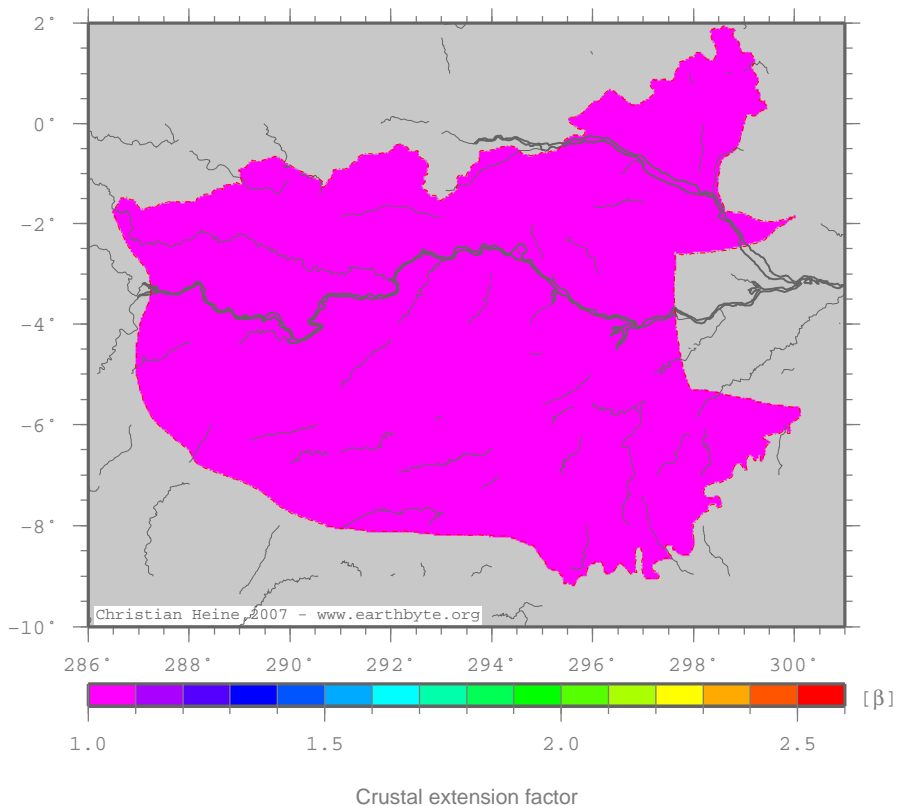 2°
0°
−2°
−4°
−6°
−8°
−10°
Christian Heine 2007 - www.earthbyte.org
286° 288° 290° 292° 294° 296° 298° 300°
[β]
1.0 1.5 2.0 2.5
Crustal extension factor